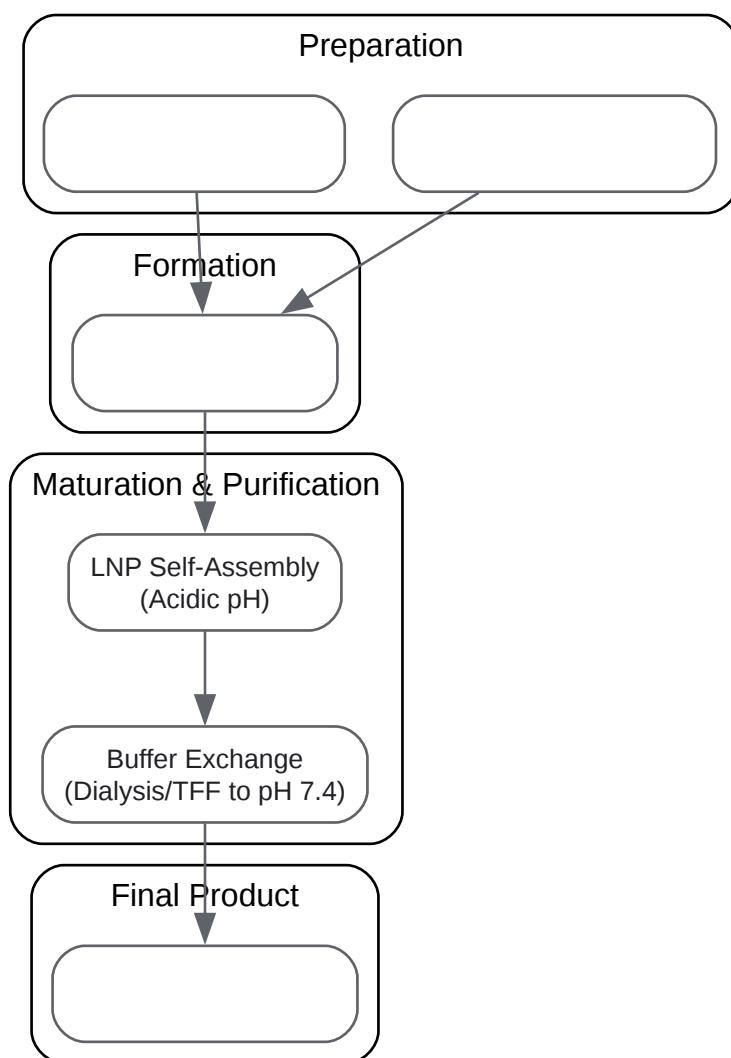 Preparation
Formation
Maturation & Purification
LNP Self-Assembly
(Acidic pH)
Buffer Exchange
(Dialysis/TFF to pH 7.4)
Final Product